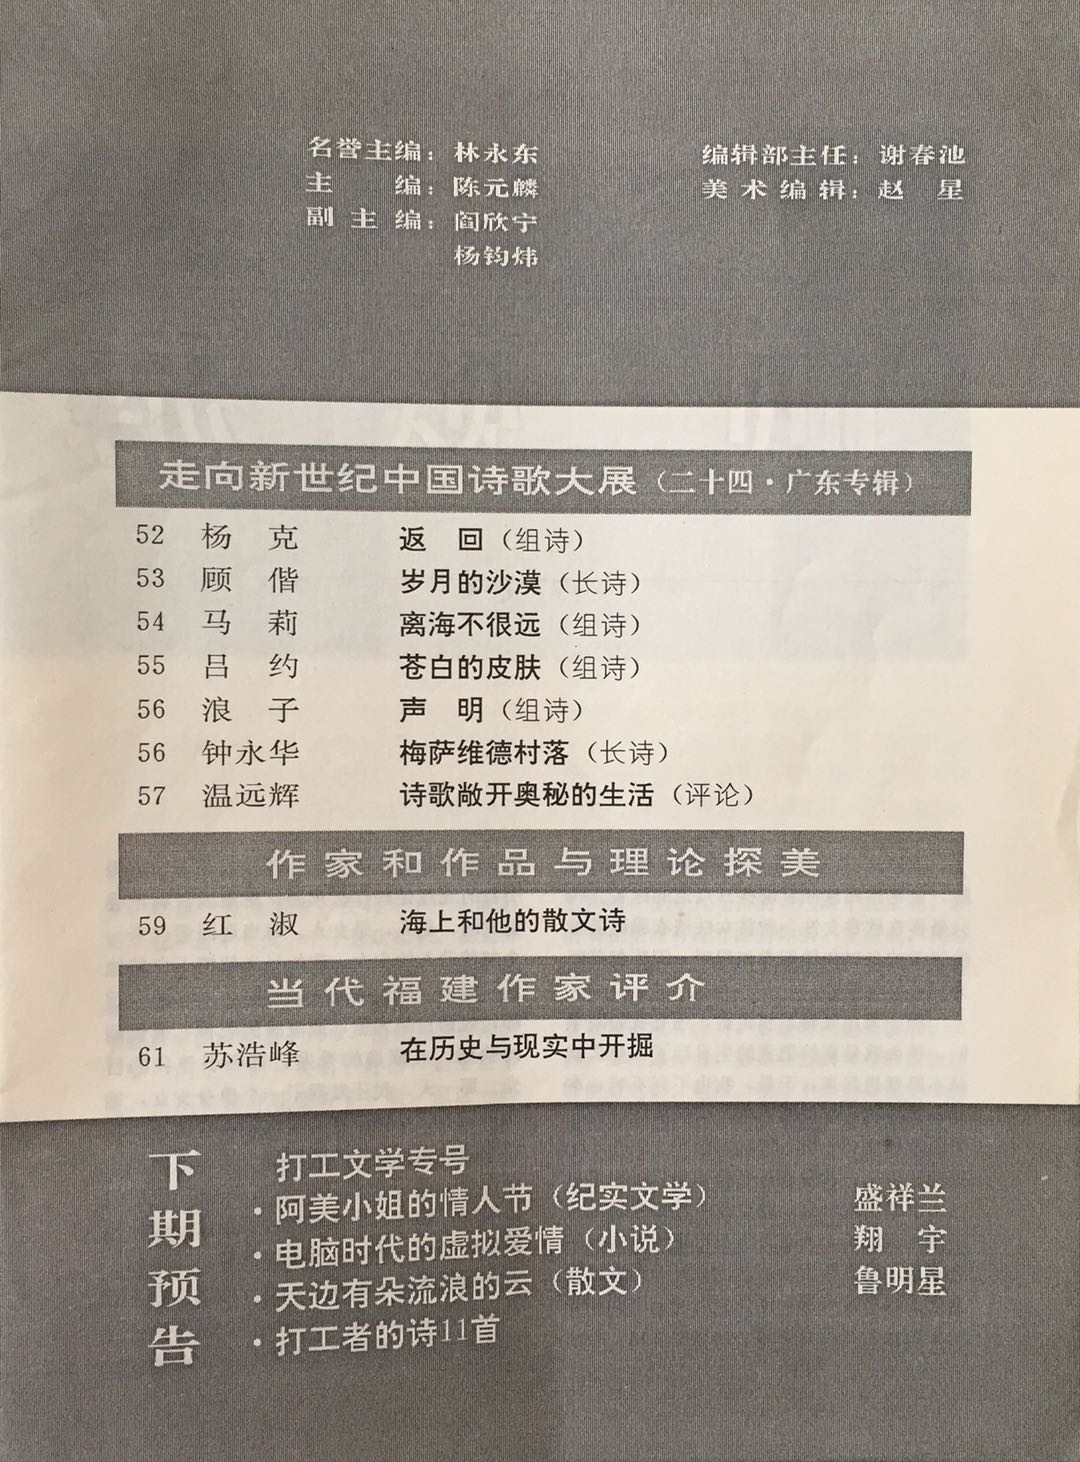 名誉主编：林永东
主　　编：陈元麟
副 主 编：阎欣宁
杨钧炜
编辑部主任：谢春池
美 术 编 辑：赵　星
走向新世纪中国诗歌大展（二十四·广东专辑）
52 杨　克 返　回（组诗）
53 顾　偕 岁月的沙漠（长诗）
54 马　莉 离海不很远（组诗）
55 吕　约 苍白的皮肤（组诗）
56 浪　子 声　明（组诗）
56 钟永华 梅萨维德村落（长诗）
57 温远辉 诗歌敞开奥秘的生活（评论）
作家和作品与理论探美
59 红　淑 海上和他的散文诗
当代福建作家评介
61 苏浩峰 在历史与现实中开掘
下期预告
打工文学专号
·阿美小姐的情人节（纪实文学） 盛祥兰
·电脑时代的虚拟爱情（小说） 翔　宇
·天边有朵流浪的云（散文） 鲁明星
·打工者的诗11首